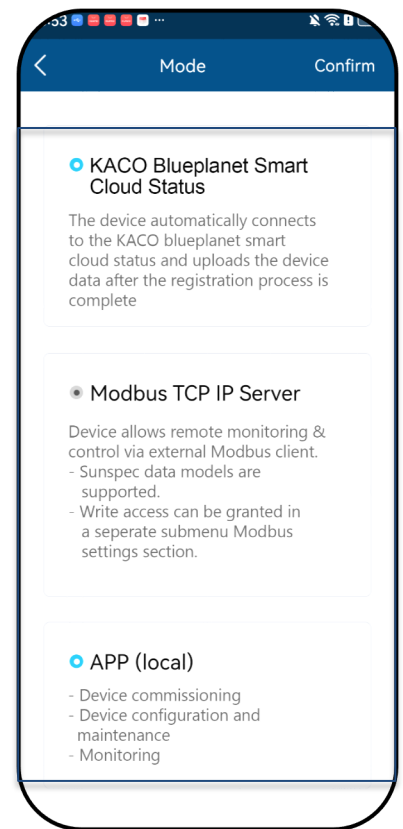 :53
Mode
Confirm
KACO Blueplanet Smart
Cloud Status
The device automatically connects
to the KACO blueplanet smart
cloud status and uploads the device
data after the registration process is
complete
Modbus TCP IP Server
Device allows remote monitoring &
control via external Modbus client.
- Sunspec data models are
supported.
- Write access can be granted in
a seperate submenu Modbus
settings section.
APP (local)
- Device commissioning
- Device configuration and
maintenance
- Monitoring